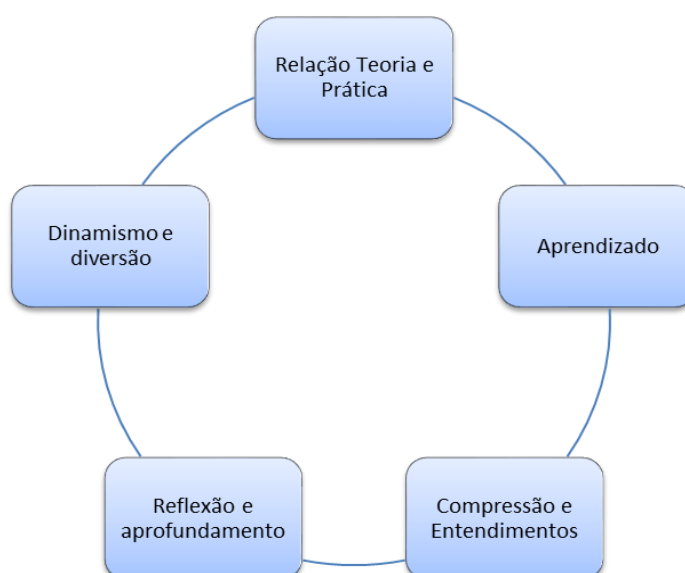 Relação Teoria e
Prática
Aprendizado
Compressão e
Entendimentos
Reflexão e
aprofundamento
Dinamismo e
diversão